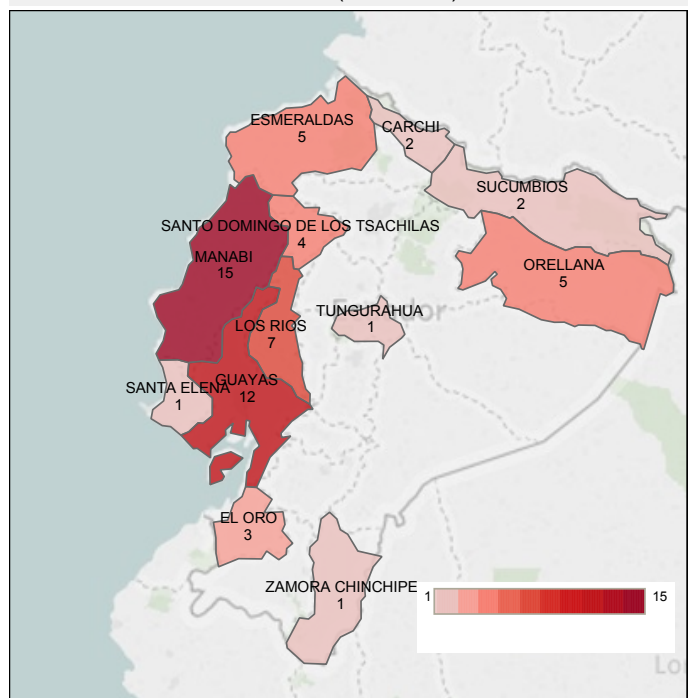 ESMERALDAS
5
CARCHI
2
SUCUMBIOS
2
SANTO DOMINGO DE LOS TSACHILAS
4
MANABI
15
ORELLANA
5
TUNGURAHUA
1
LOS RIOS
7
SANTA ELENA
1
GUAYAS
12
EL ORO
3
ZAMORA CHINCHIPE
1
1
15